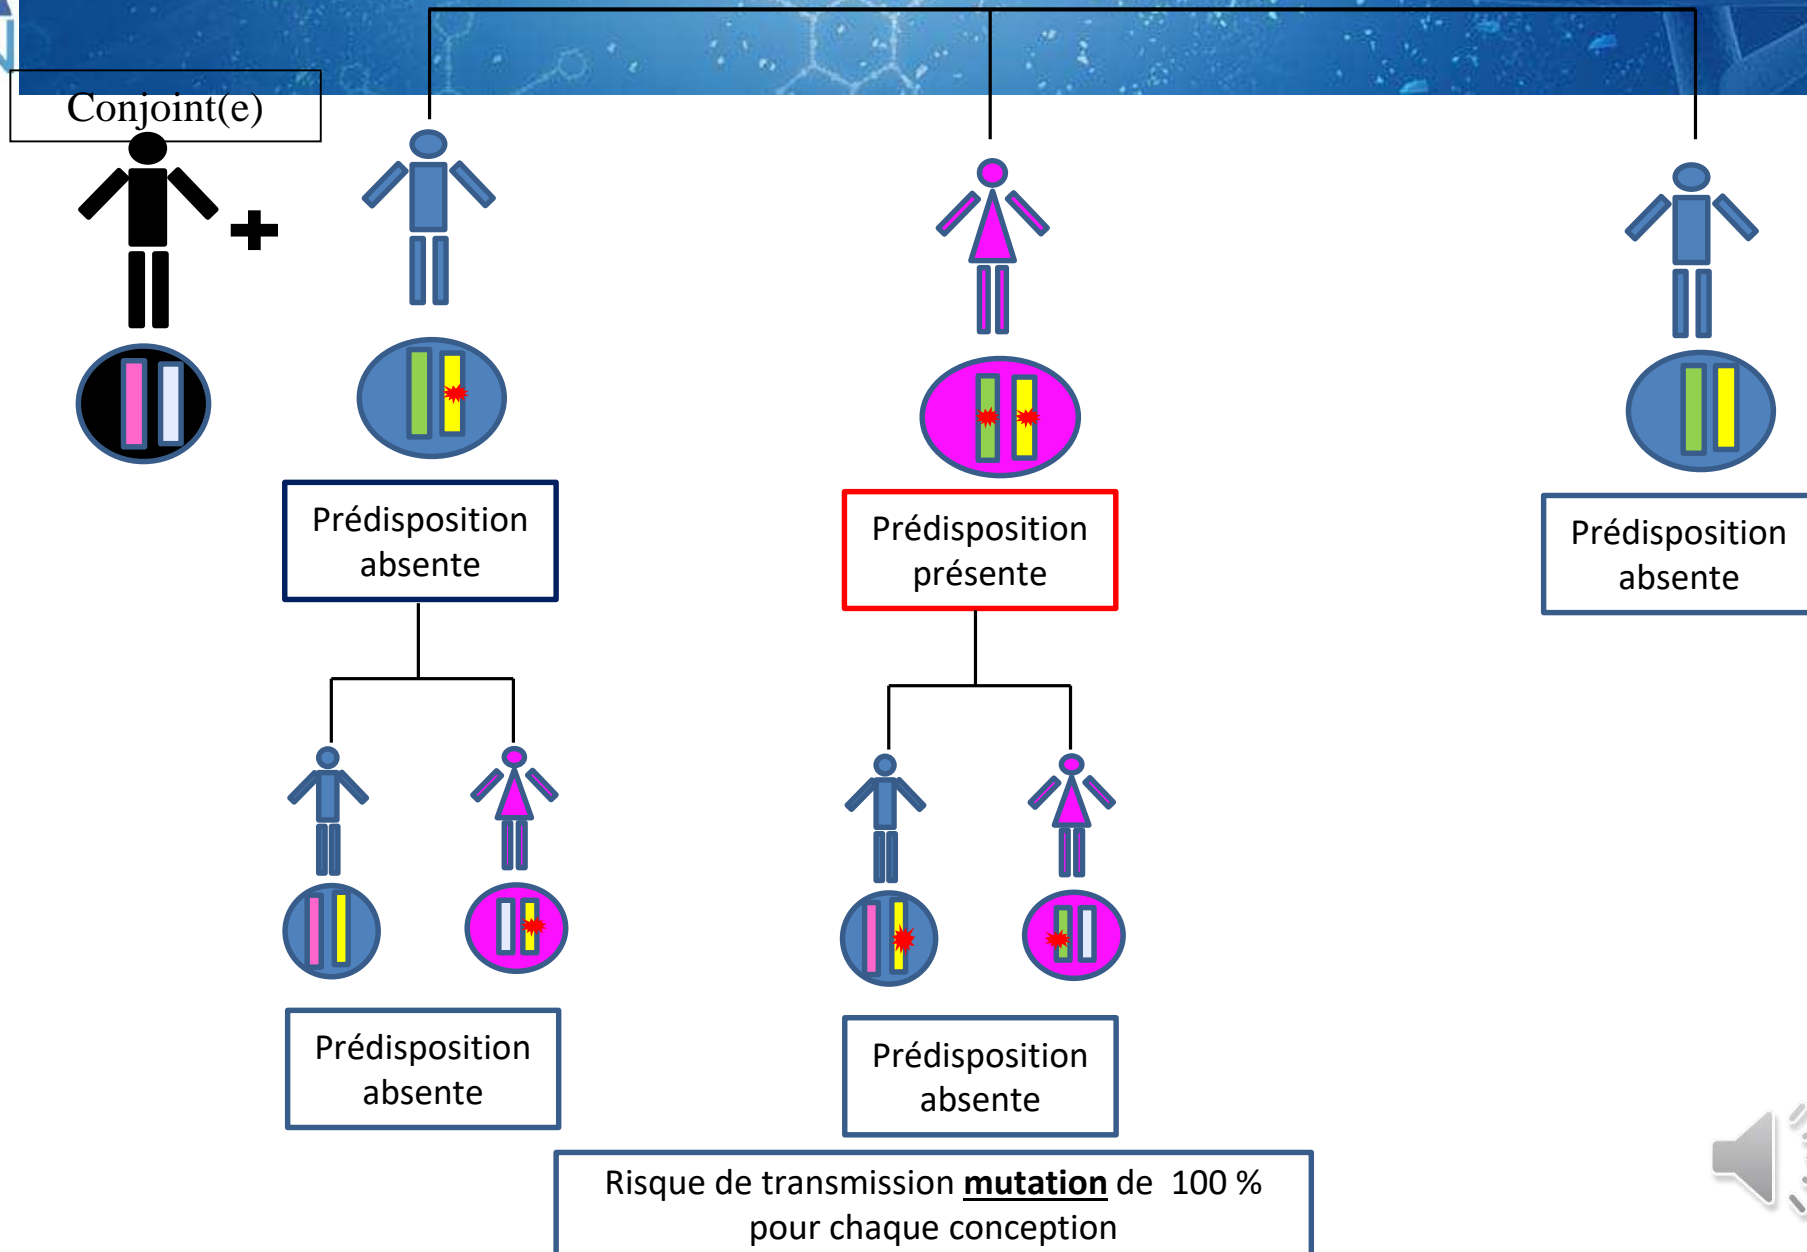 Conjoint(e)
Prédisposition
absente
Prédisposition
présente
Prédisposition
absente
Prédisposition
absente
Prédisposition
absente
Risque de transmission mutation de 100 %
pour chaque conception